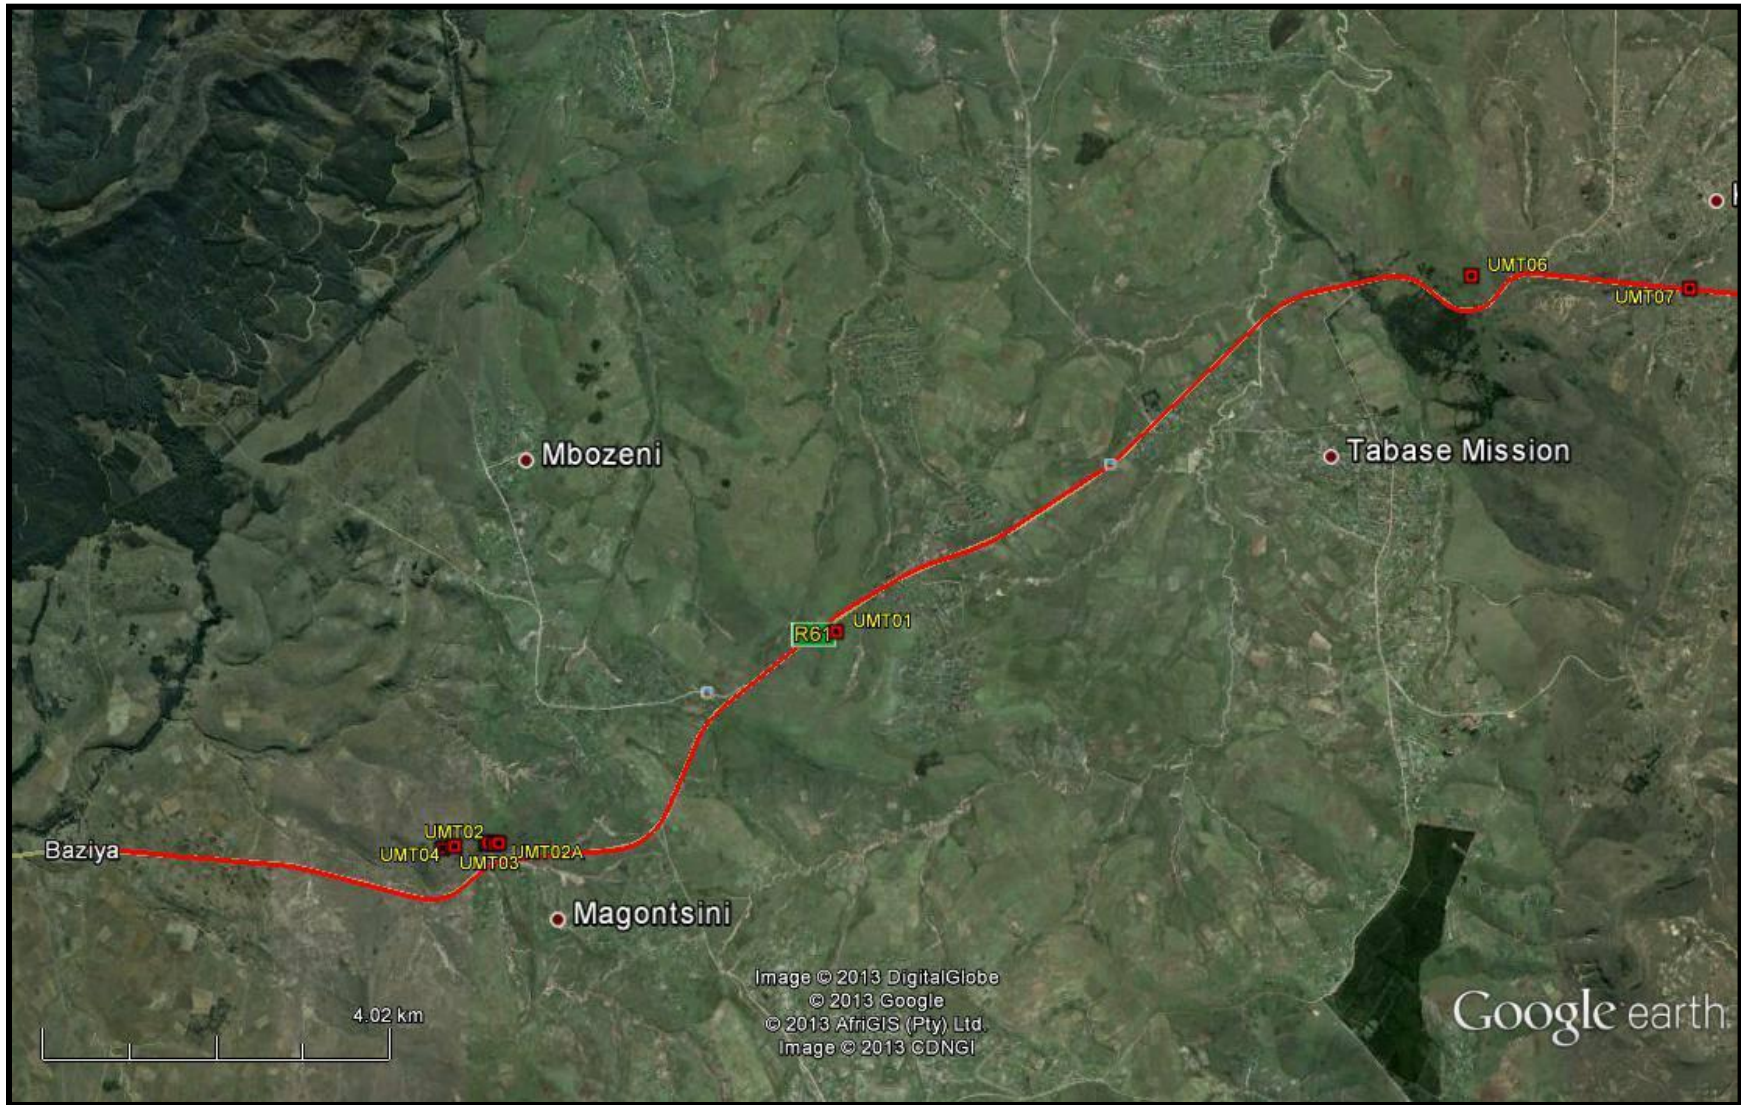 UMT06
UMT07
Mbozeni
Tabase Mission
R61
UMT01
UMT02
Baziya
UMT04
UMT03
UMT02A
Magontsini
Image © 2013 DigitalGlobe
© 2013 Google
© 2013 AfriGIS (Pty) Ltd.
Image © 2013 CDNGI
4.02 km
Google earth